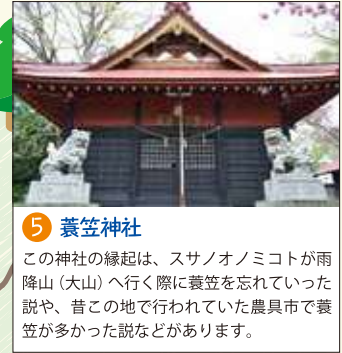 5 蓑笠神社
この神社の縁起は、スサノオノミコトが雨
降山（大山）へ行く際に蓑笠を忘れていった
説や、昔この地で行われていた農具市で蓑
笠が多かった説などがあります。